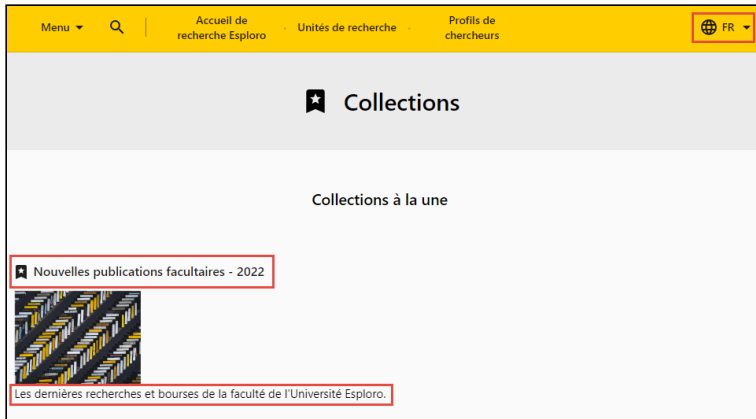 Menu
Accueil de
recherche Esploro
Unités de recherche
Profils de
chercheurs
FR
Collections
Collections à la une
Nouvelles publications facultaires - 2022
Les dernières recherches et bourses de la faculté de l'Université Esploro.